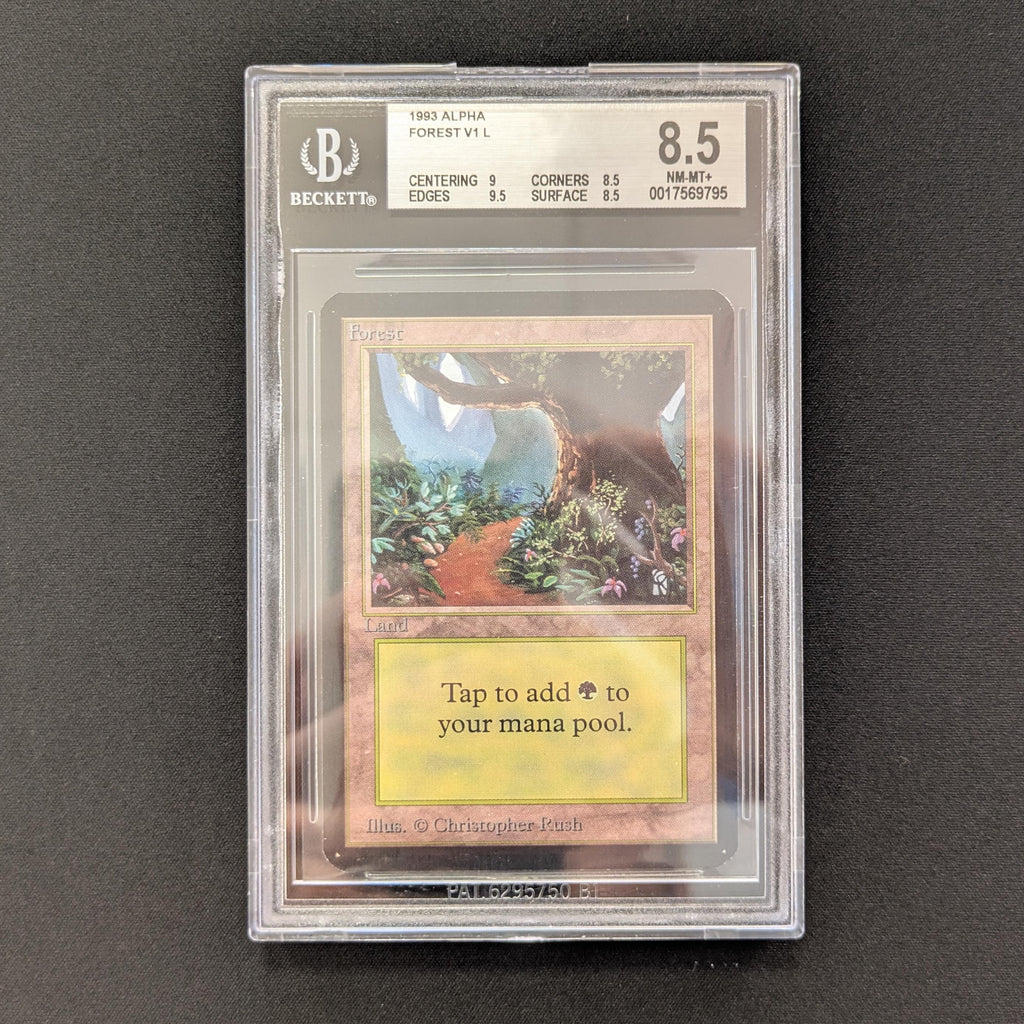 1993 ALPHA
FOREST V1 L
8.5
B
CENTERING 9 CORNERS 8.5 NM-MT+
BECKETT® EDGES 9.5 SURFACE 8.5 0017569795
Forest
Land
Tap to add to
your mana pool.
Illus. © Christopher Rush
PAT. 6295750 B1